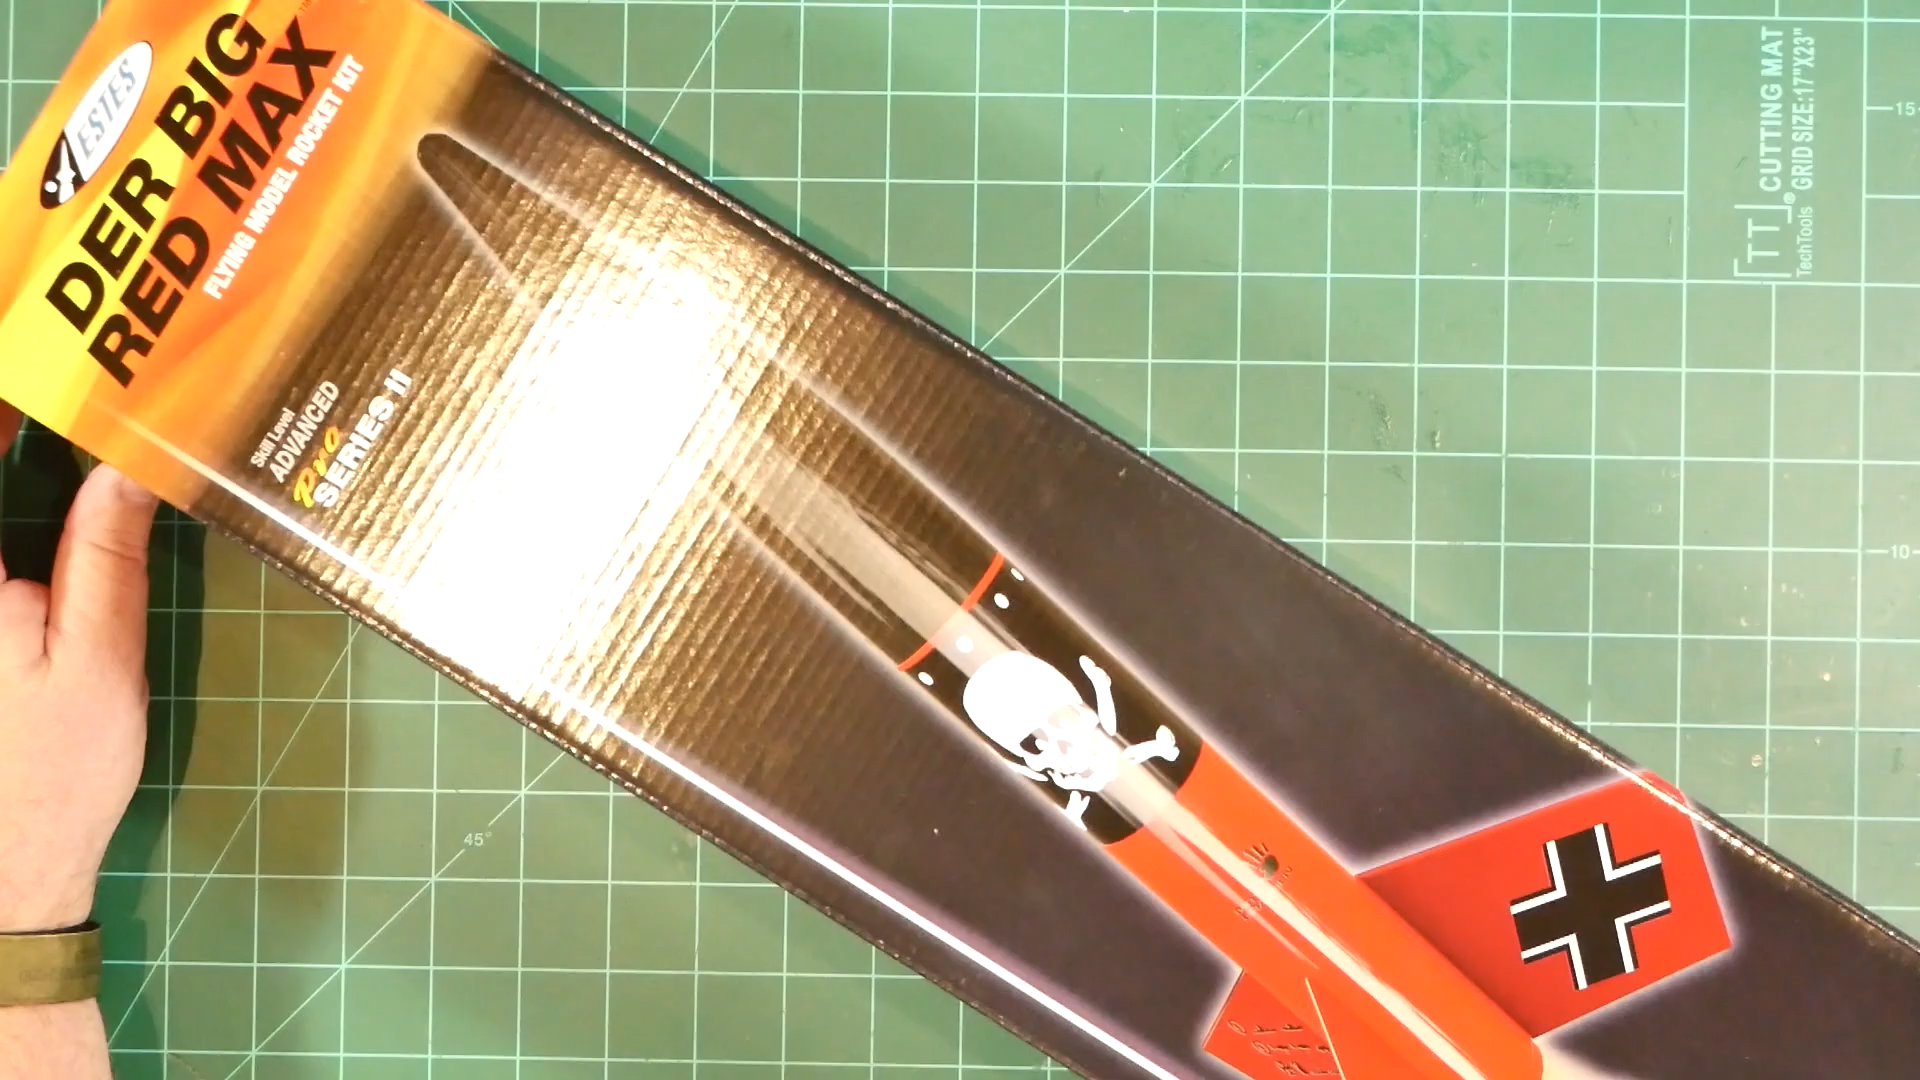 ESTES
DER BIG
RED MAX
FLYING MODEL ROCKET KIT
Skill Level
ADVANCED
Pro
SERIES II
TT
TechTools
CUTTING MAT
GRID SIZE:17"X23"
15
10
45°